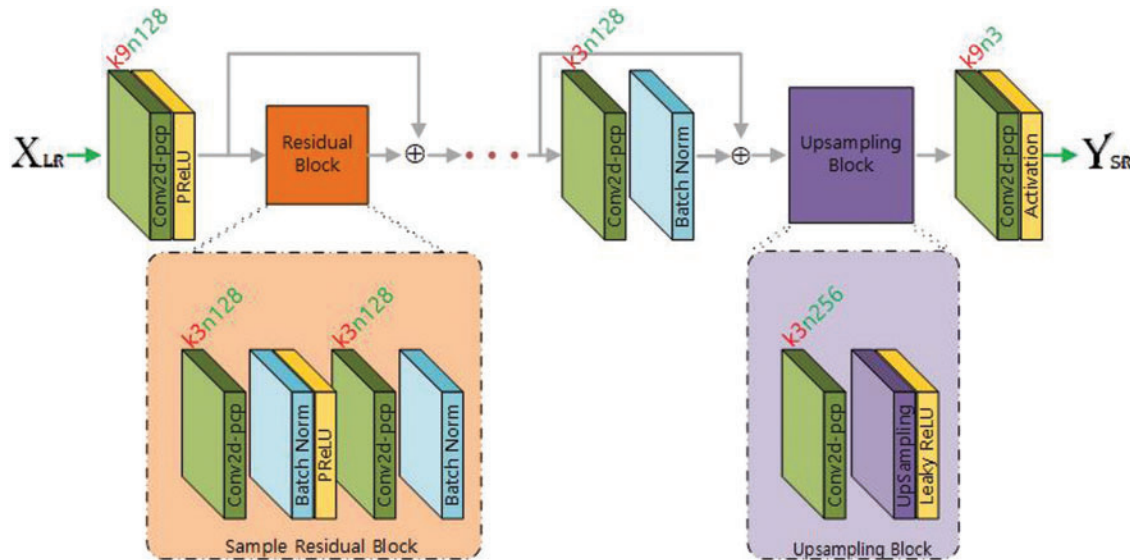 k9n128
k3n128
k9n3
X LR
Conv2d-pcp
PReLU
Residual
Block
⊕
Conv2d-pcp
Batch Norm
⊕
Upsampling
Block
Conv2d-pcp
Activation
Y SR
k3n128
k3n128
Conv2d-pcp
Batch Norm
PReLU
Conv2d-pcp
Batch Norm
Sample Residual Block
k3n256
Conv2d-pcp
UpSampling
Leaky ReLU
Upsampling Block